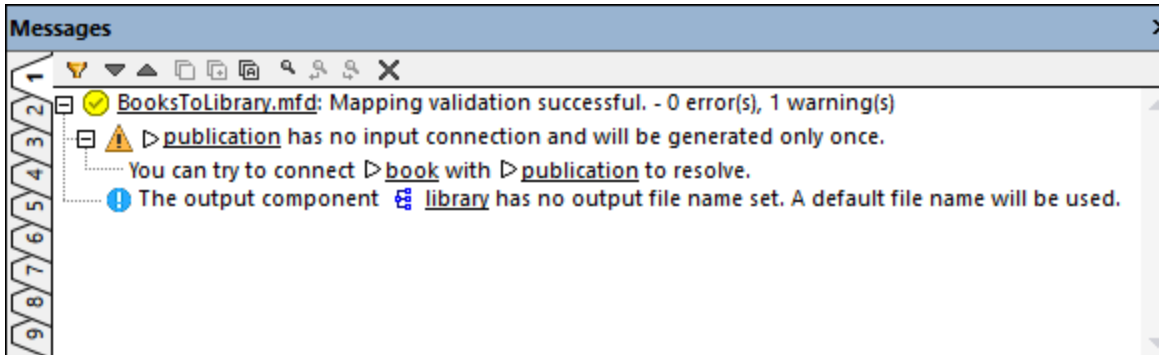 Messages
BooksToLibrary.mfd: Mapping validation successful. - 0 error(s), 1 warning(s)
publication has no input connection and will be generated only once.
You can try to connect book with publication to resolve.
The output component library has no output file name set. A default file name will be used.
1
2
3
4
5
6
7
8
9